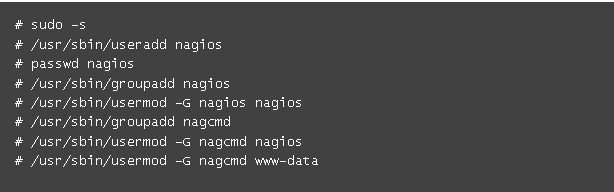 # sudo -s
# /usr/sbin/useradd nagios
# passwd nagios
# /usr/sbin/groupadd nagios
# /usr/sbin/usermod -G nagios nagios
# /usr/sbin/groupadd nagcmd
# /usr/sbin/usermod -G nagcmd nagios
# /usr/sbin/usermod -G nagcmd www-data